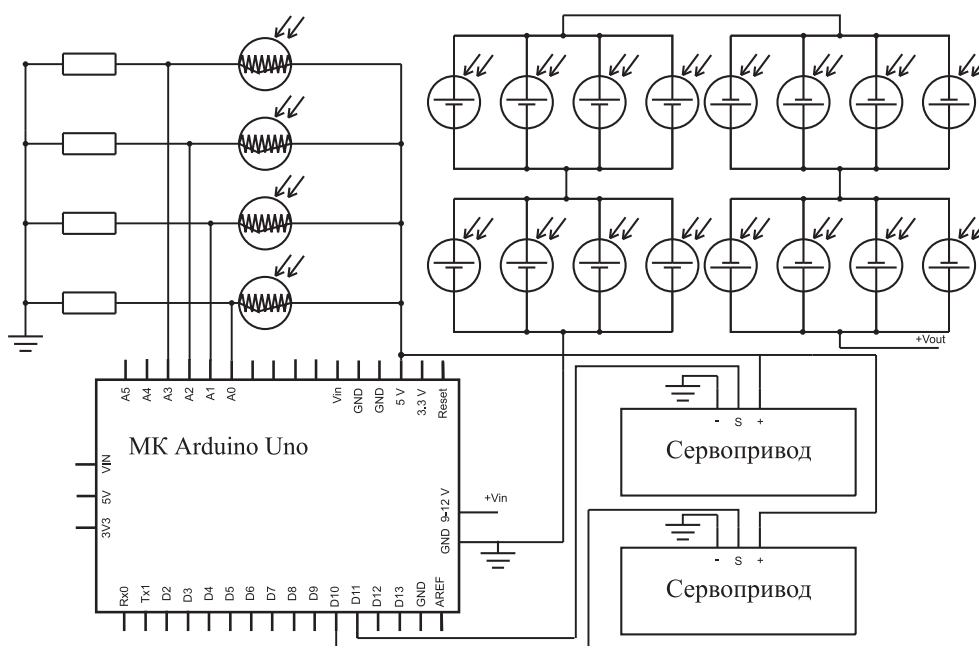 +Vout
A5
A4
A3
A2
A1
A0
Vin
GND
GND
5 V
3.3 V
Reset
МК Arduino Uno
VIN
5V
3V3
9-12 V
GND
+Vin
Rx0
Tx1
D2
D3
D4
D5
D6
D7
D8
D9
D10
D11
D12
D13
GND
AREF
- S +
Сервопривод
- S +
Сервопривод